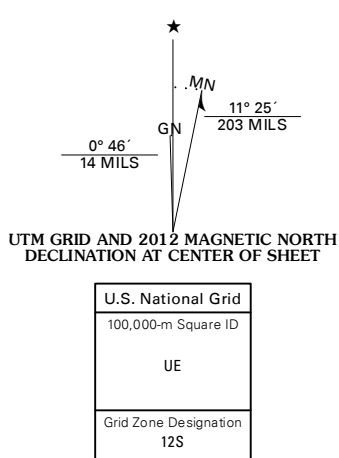 ★
MN
GN
11° 25´
203 MILS
0° 46´
14 MILS
UTM GRID AND 2012 MAGNETIC NORTH
DECLINATION AT CENTER OF SHEET
U.S. National Grid
100,000-m Square ID
UE
Grid Zone Designation
12S